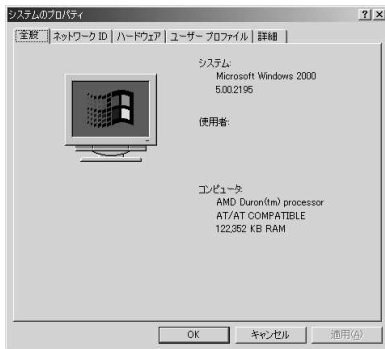 システムのプロパティ
? ×
全般 ネットワーク ID ハードウェア ユーザー プロファイル 詳細
システム:
Microsoft Windows 2000
5.00.2195
使用者:
コンピュータ:
AMD Duron(tm) processor
AT/AT COMPATIBLE
122,352 KB RAM
OK キャンセル 適用(A)